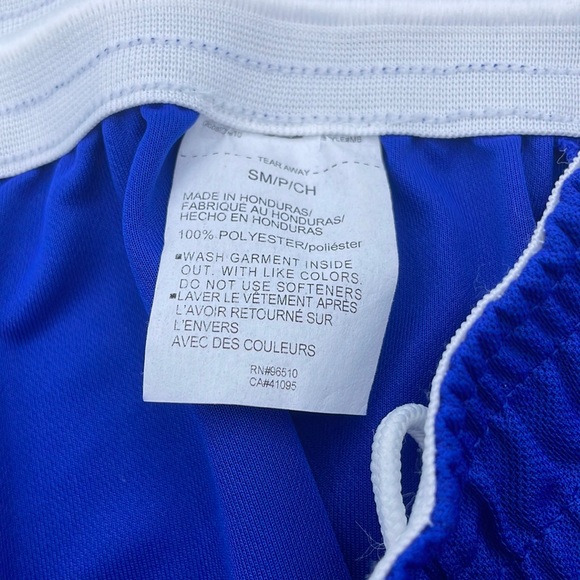 TEAR AWAY
SM/P/CH
MADE IN HONDURAS/
FABRIQUE AU HONDURAS/
HECHO EN HONDURAS
100% POLYESTER/poliéster
▪WASH GARMENT INSIDE
OUT. WITH LIKE COLORS.
DO NOT USE SOFTENERS
▪LAVER LE VÊTEMENT APRÈS
L'AVOIR RETOURNÉ SUR
L'ENVERS
AVEC DES COULEURS
RN#96510
CA#41095